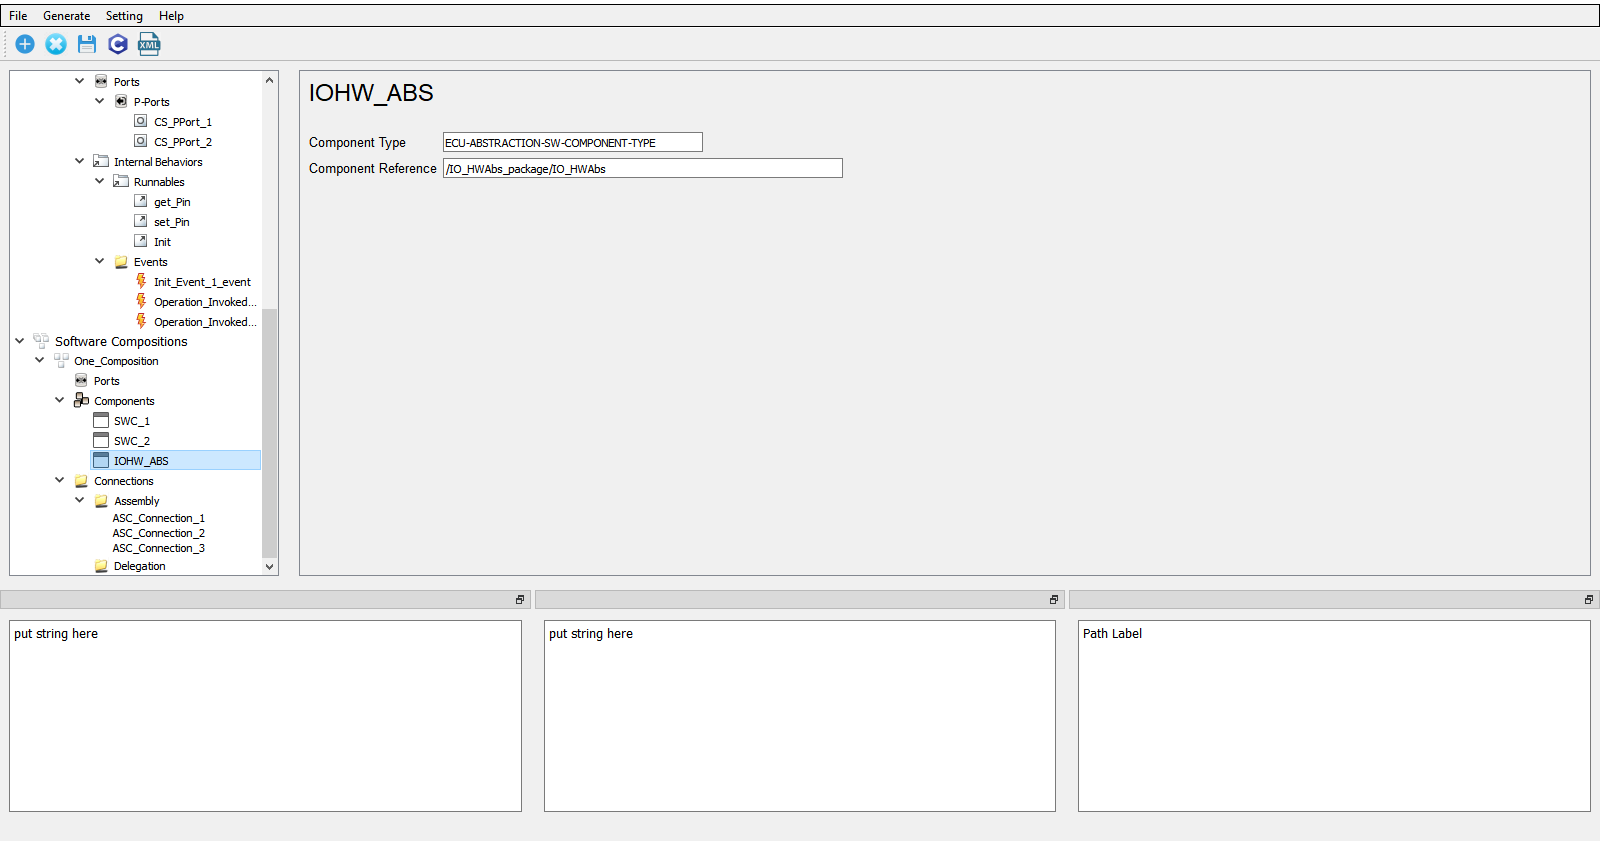 File Generate Setting Help
XML
Ports
P-Ports
CS_PPort_1
CS_PPort_2
Internal Behaviors
Runnables
get_Pin
set_Pin
Init
Events
Init_Event_1_event
Operation_Invoked...
Operation_Invoked...
Software Compositions
One_Composition
Ports
Components
SWC_1
SWC_2
IOHW_ABS
Connections
Assembly
ASC_Connection_1
ASC_Connection_2
ASC_Connection_3
Delegation
IOHW_ABS
Component Type ECU-ABSTRACTION-SW-COMPONENT-TYPE
Component Reference /IO_HWAbs_package/IO_HWAbs
put string here
put string here
Path Label